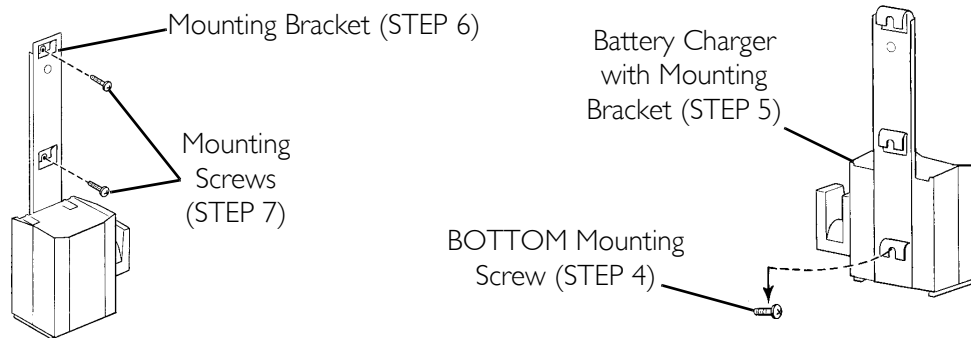 Mounting Bracket (STEP 6)
Mounting
Screws
(STEP 7)
Battery Charger
with Mounting
Bracket (STEP 5)
BOTTOM Mounting
Screw (STEP 4)